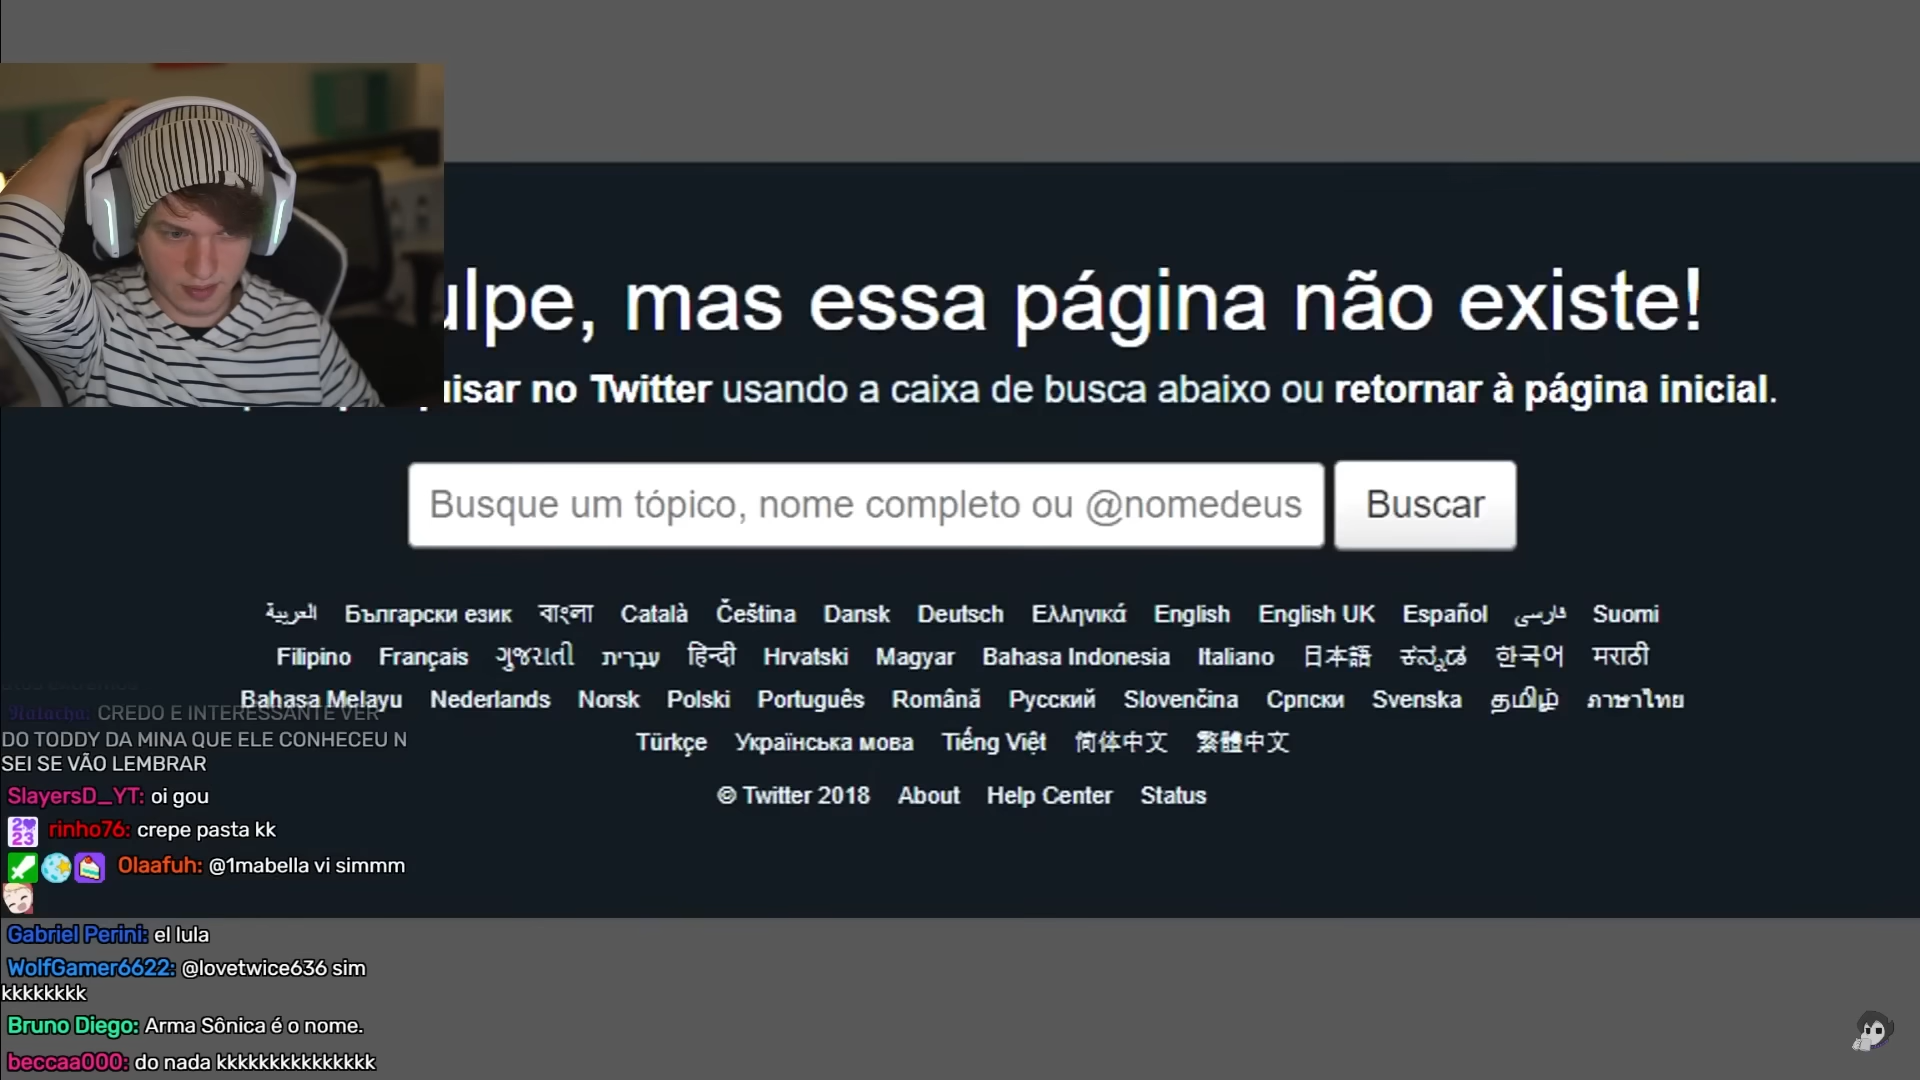 ulpe, mas essa página não existe!
uisar no Twitter usando a caixa de busca abaixo ou retornar à página inicial.
Busque um tópico, nome completo ou @nomedeus
Buscar
العربية Български език বাংলা Català Čeština Dansk Deutsch Ελληνικά English English UK Español فارسی Suomi
Filipino Français ગુજરાતી עִבְרִית हिन्दी Hrvatski Magyar Bahasa Indonesia Italiano 日本語 ಕನ್ನಡ 한국어 मराठी
Bahasa Melayu Nederlands Norsk Polski Português Română Русский Slovenčina Српски Svenska தமிழ் ภาษาไทย
Türkçe Українська мова Tiếng Việt 简体中文 繁體中文
© Twitter 2018 About Help Center Status
Natacha: CREDO E INTERESSANTE VER
DO TODDY DA MINA QUE ELE CONHECEU N
SEI SE VÃO LEMBRAR
SlayersD_YT: oi gou
2023 rinho76: crepe pasta kk
Olaafuh: @1mabella vi simmm
Gabriel Perini: el lula
WolfGamer6622: @lovetwice636 sim
kkkkkkkk
Bruno Diego: Arma Sônica é o nome.
beccaa000: do nada kkkkkkkkkkkkkkk